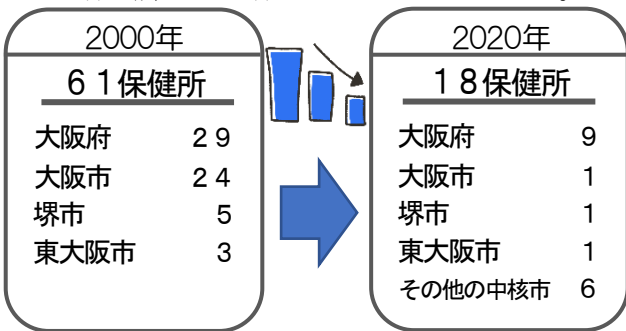 2000年
６１保健所
大阪府 ２９
大阪市 ２４
堺市 ５
東大阪市 ３
2020年
１８保健所
大阪府 ９
大阪市 １
堺市 １
東大阪市 １
その他の中核市 ６